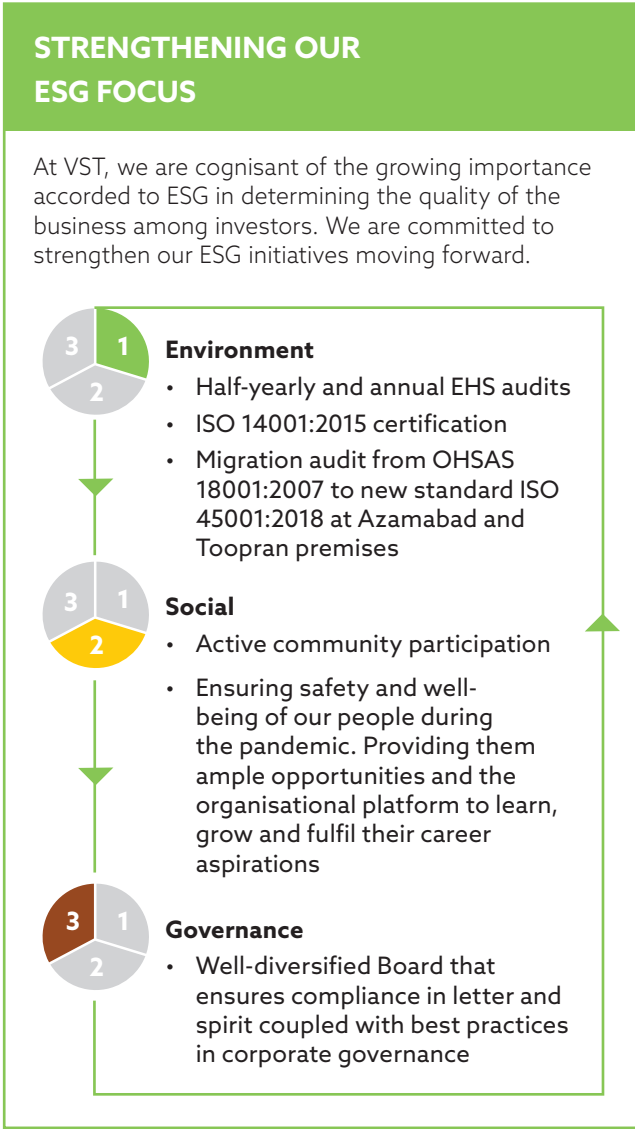 STRENGTHENING OUR
ESG FOCUS
At VST, we are cognisant of the growing importance
accorded to ESG in determining the quality of the
business among investors. We are committed to
strengthen our ESG initiatives moving forward.
3 1
2
Environment
• Half-yearly and annual EHS audits
• ISO 14001:2015 certification
• Migration audit from OHSAS
18001:2007 to new standard ISO
45001:2018 at Azamabad and
Toopran premises
3 1
2
Social
• Active community participation
• Ensuring safety and well-
being of our people during
the pandemic. Providing them
ample opportunities and the
organisational platform to learn,
grow and fulfil their career
aspirations
3 1
2
Governance
• Well-diversified Board that
ensures compliance in letter and
spirit coupled with best practices
in corporate governance